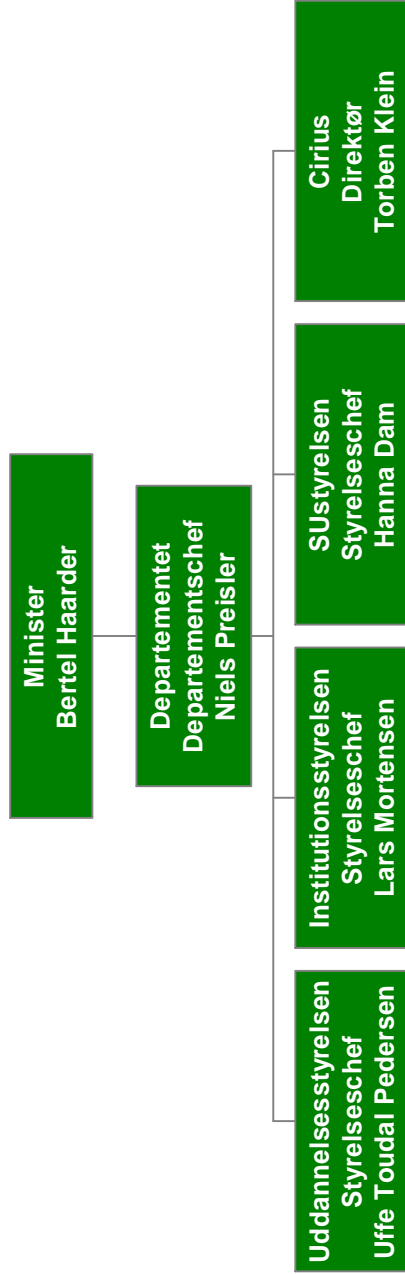 Minister
Bertel Haarder
Departementet
Departementschef
Niels Preisler
Uddannelsesstyrelsen
Styrelseschef
Uffe Toudal Pedersen
Institutionsstyrelsen
Styrelseschef
Lars Mortensen
SUstyrelsen
Styrelseschef
Hanna Dam
Cirius
Direktør
Torben Klein